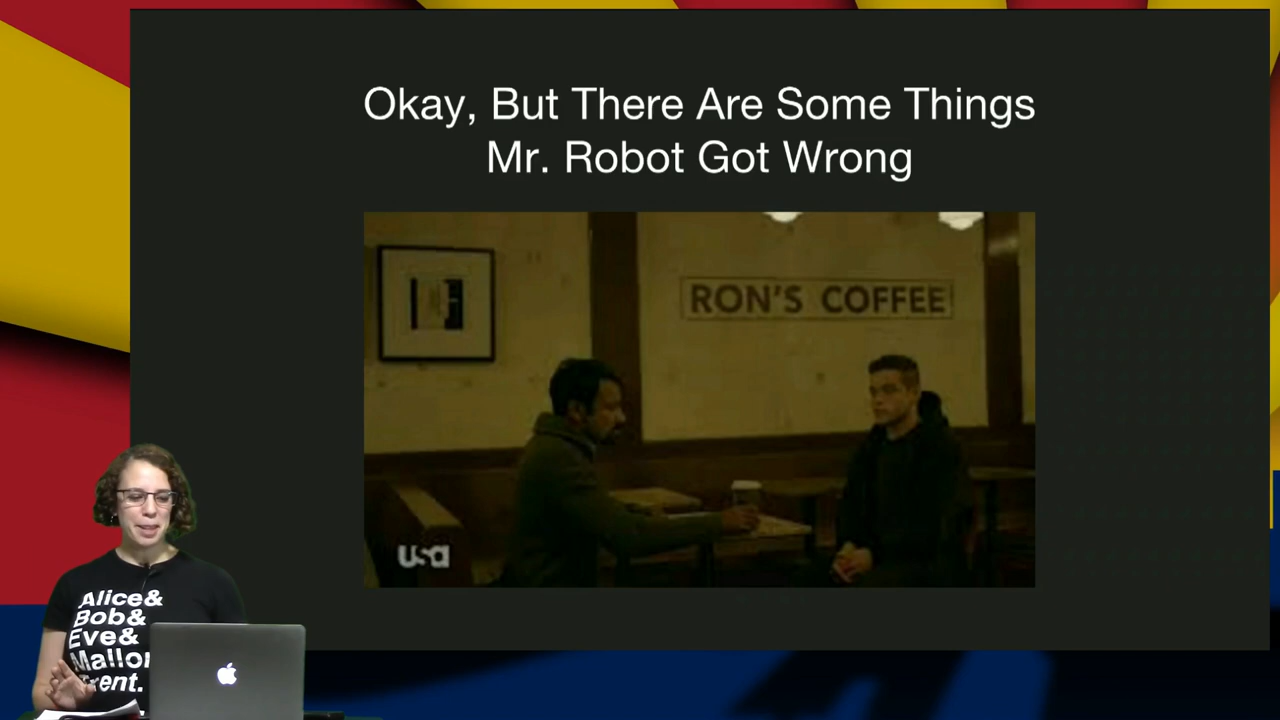 Okay, But There Are Some Things
Mr. Robot Got Wrong
RON'S COFFEE
usa
Alice&
Bob&
Eve&
Mallor
Trent.